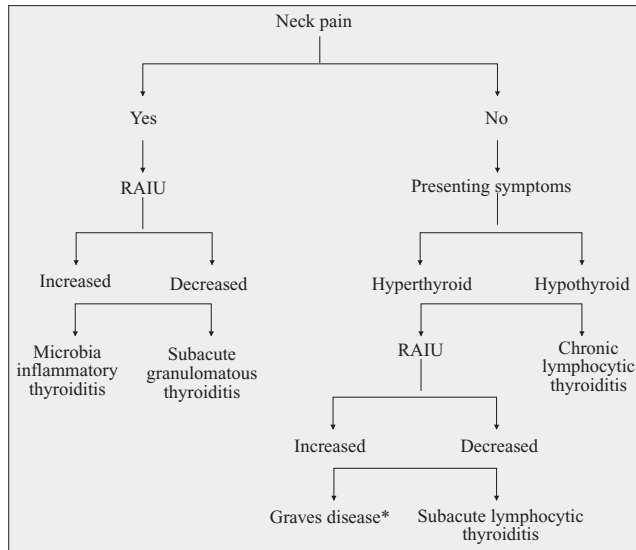 Neck pain
Yes
No
RAIU
Presenting symptoms
Increased
Decreased
Hyperthyroid
Hypothyroid
Microbia
inflammatory
thyroiditis
Subacute
granulomatous
thyroiditis
RAIU
Chronic
lymphocytic
thyroiditis
Increased
Decreased
Graves disease*
Subacute lymphocytic
thyroiditis